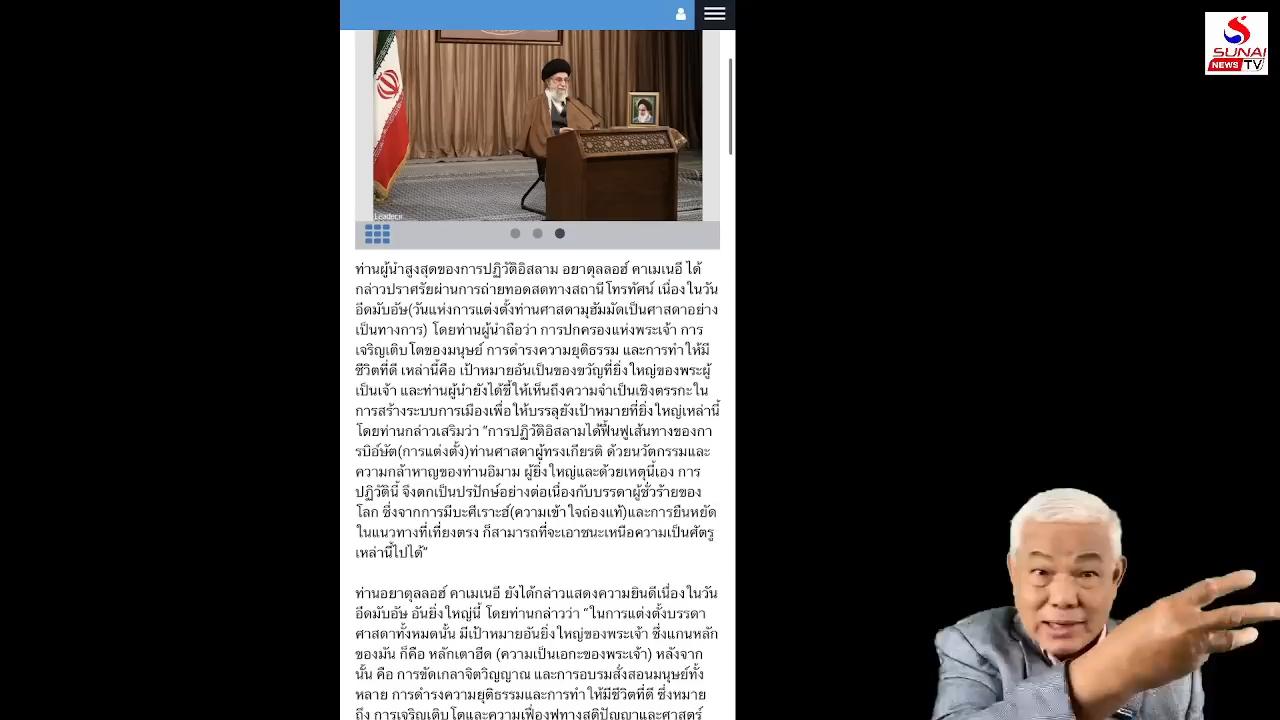 SUNAI
NEWS TV
Leader.ir
ท่านผู้นำสูงสุดของการปฏิวัติอิสลาม อยาตุลลอฮ์ คาเมเนอี ได้
กล่าวปราศรัยผ่านการถ่ายทอดสดทางสถานีโทรทัศน์ เนื่องในวัน
อีดมับอัษ(วันแห่งการแต่งตั้งท่านศาสดามุฮัมมัดเป็นศาสดาอย่าง
เป็นทางการ) โดยท่านผู้นำถือว่า การปกครองแห่งพระเจ้า การ
เจริญเติบโตของมนุษย์ การดำรงความยุติธรรม และการทำให้มี
ชีวิตที่ดี เหล่านี้คือ เป้าหมายอันเป็นของขวัญที่ยิ่งใหญ่ของพระผู้
เป็นเจ้า และท่านผู้นำยังได้ชี้ให้เห็นถึงความจำเป็นเชิงตรรกะใน
การสร้างระบบการเมืองเพื่อให้บรรลุยังเป้าหมายที่ยิ่งใหญ่เหล่านี้
โดยท่านกล่าวเสริมว่า “การปฏิวัติอิสลามได้ฟื้นฟูเส้นทางของกา
รบิอ์ษัต(การแต่งตั้ง)ท่านศาสดาผู้ทรงเกียรติ ด้วยนวัตกรรมและ
ความกล้าหาญของท่านอิมาม ผู้ยิ่งใหญ่และด้วยเหตุนี้เอง การ
ปฏิวัตินี้ จึงตกเป็นปรปักษ์อย่างต่อเนื่องกับบรรดาผู้ชั่วร้ายของ
โลก ซึ่งจากการมีบะศีเราะฮ์(ความเข้าใจถ่องแท้)และการยืนหยัด
ในแนวทางที่เที่ยงตรง ก็สามารถที่จะเอาชนะเหนือความเป็นศัตรู
เหล่านี้ไปได้”
ท่านอยาตุลลอฮ์ คาเมเนอี ยังได้กล่าวแสดงความยินดีเนื่องในวัน
อีดมับอัษ อันยิ่งใหญ่นี้ โดยท่านกล่าวว่า “ในการแต่งตั้งบรรดา
ศาสดาทั้งหมดนั้น มีเป้าหมายอันยิ่งใหญ่ของพระเจ้า ซึ่งแกนหลัก
ของมัน ก็คือ หลักเตาฮีด (ความเป็นเอกะของพระเจ้า) หลังจาก
นั้น คือ การขัดเกลาจิตวิญญาณ และการอบรมสั่งสอนมนุษย์ทั้ง
หลาย การดำรงความยุติธรรมและการทำให้มีชีวิตที่ดี ซึ่งหมาย
ถึง การเจริญเติบโตและความเฟื่องฟูทางสติปัญญาและศาสตร์